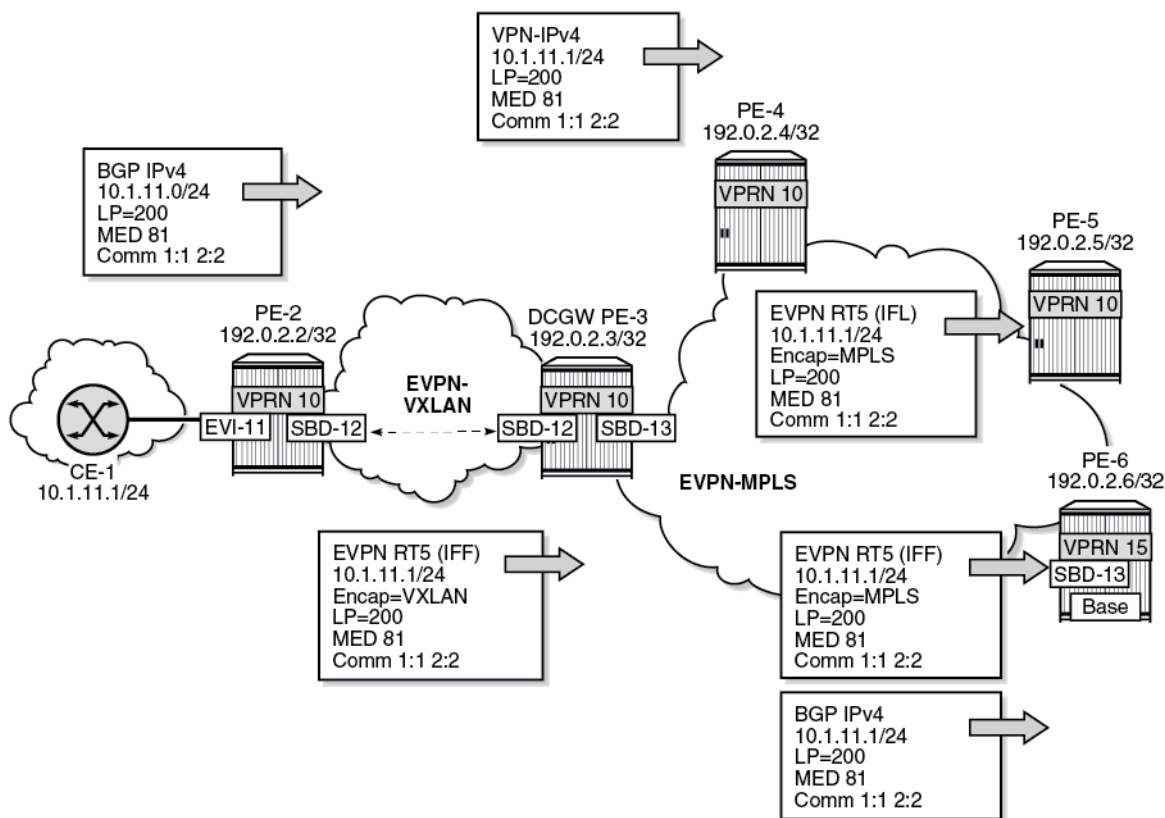 VPN-IPv4
10.1.11.1/24
LP=200
MED 81
Comm 1:1 2:2
PE-4
192.0.2.4/32
VPRN 10
BGP IPv4
10.1.11.0/24
LP=200
MED 81
Comm 1:1 2:2
PE-5
192.0.2.5/32
VPRN 10
PE-2
192.0.2.2/32
VPRN 10
EVI-11
SBD-12
EVPN-
VXLAN
DCGW PE-3
192.0.2.3/32
VPRN 10
SBD-12
SBD-13
EVPN RT5 (IFL)
10.1.11.1/24
Encap=MPLS
LP=200
MED 81
Comm 1:1 2:2
CE-1
10.1.11.1/24
EVPN-MPLS
PE-6
192.0.2.6/32
VPRN 15
SBD-13
Base
EVPN RT5 (IFF)
10.1.11.1/24
Encap=VXLAN
LP=200
MED 81
Comm 1:1 2:2
EVPN RT5 (IFF)
10.1.11.1/24
Encap=MPLS
LP=200
MED 81
Comm 1:1 2:2
BGP IPv4
10.1.11.1/24
LP=200
MED 81
Comm 1:1 2:2